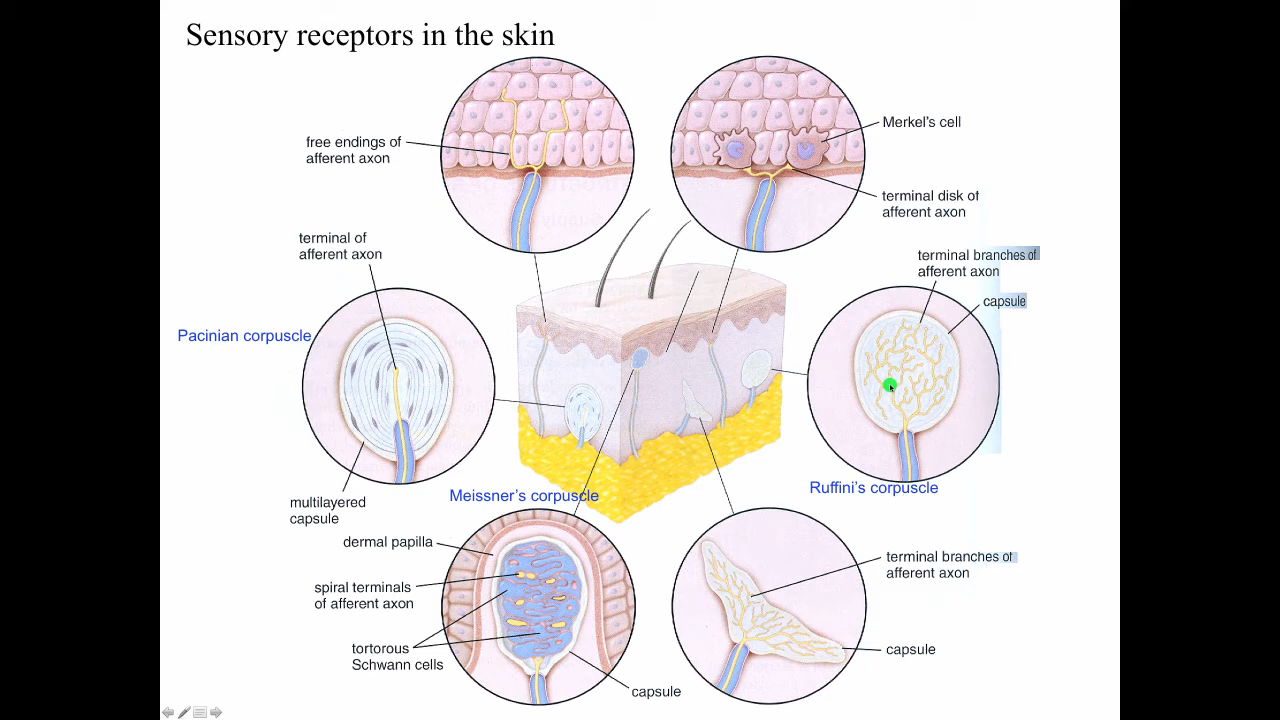 Sensory receptors in the skin
free endings of
afferent axon
Merkel's cell
terminal disk of
afferent axon
terminal of
afferent axon
terminal branches of
afferent axon
capsule
Pacinian corpuscle
multilayered
capsule
Meissner's corpuscle
Ruffini's corpuscle
dermal papilla
spiral terminals
of afferent axon
tortorous
Schwann cells
capsule
terminal branches of
afferent axon
capsule